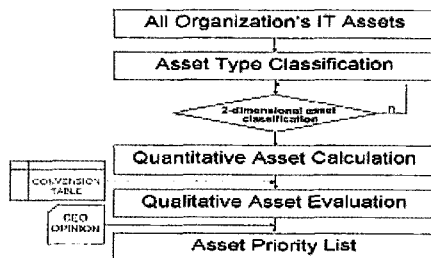 All Organization's IT Assets
Asset Type Classification
2-dimensional asset
classification
n
Quantitative Asset Calculation
CONVENSION
TABLE
Qualitative Asset Evaluation
CEO
OPINION
Asset Priority List